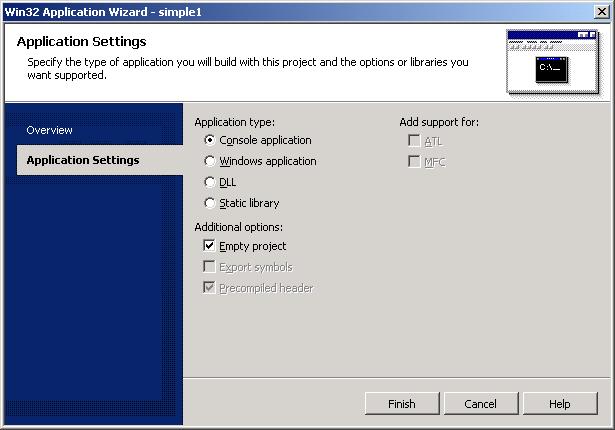 Win32 Application Wizard - simple1
Application Settings
Specify the type of application you will build with this project and the options or libraries you
want supported.
C:\
Overview
Application Settings
Application type:
Console application
Windows application
DLL
Static library
Additional options:
Empty project
Export symbols
Precompiled header
Add support for:
ATL
MFC
Finish
Cancel
Help